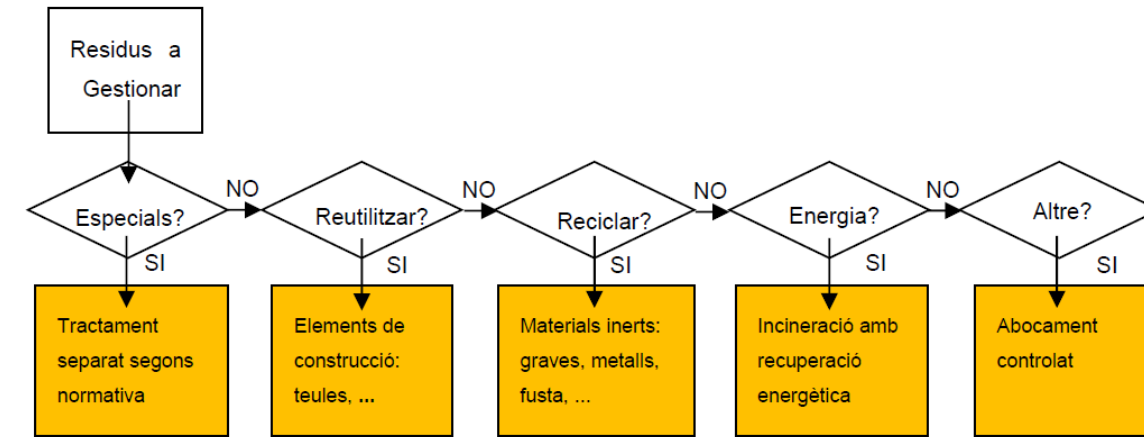 Residus a
Gestionar
Especials?
NO
Reutilitzar?
NO
Reciclar?
NO
Energia?
NO
Altre?
SI
SI
SI
SI
SI
Tractament
separat segons
normativa
Elements de
construcció:
teules, ...
Materials inerts:
graves, metalls,
fusta, ...
Incineració amb
recuperació
energètica
Abocament
controlat